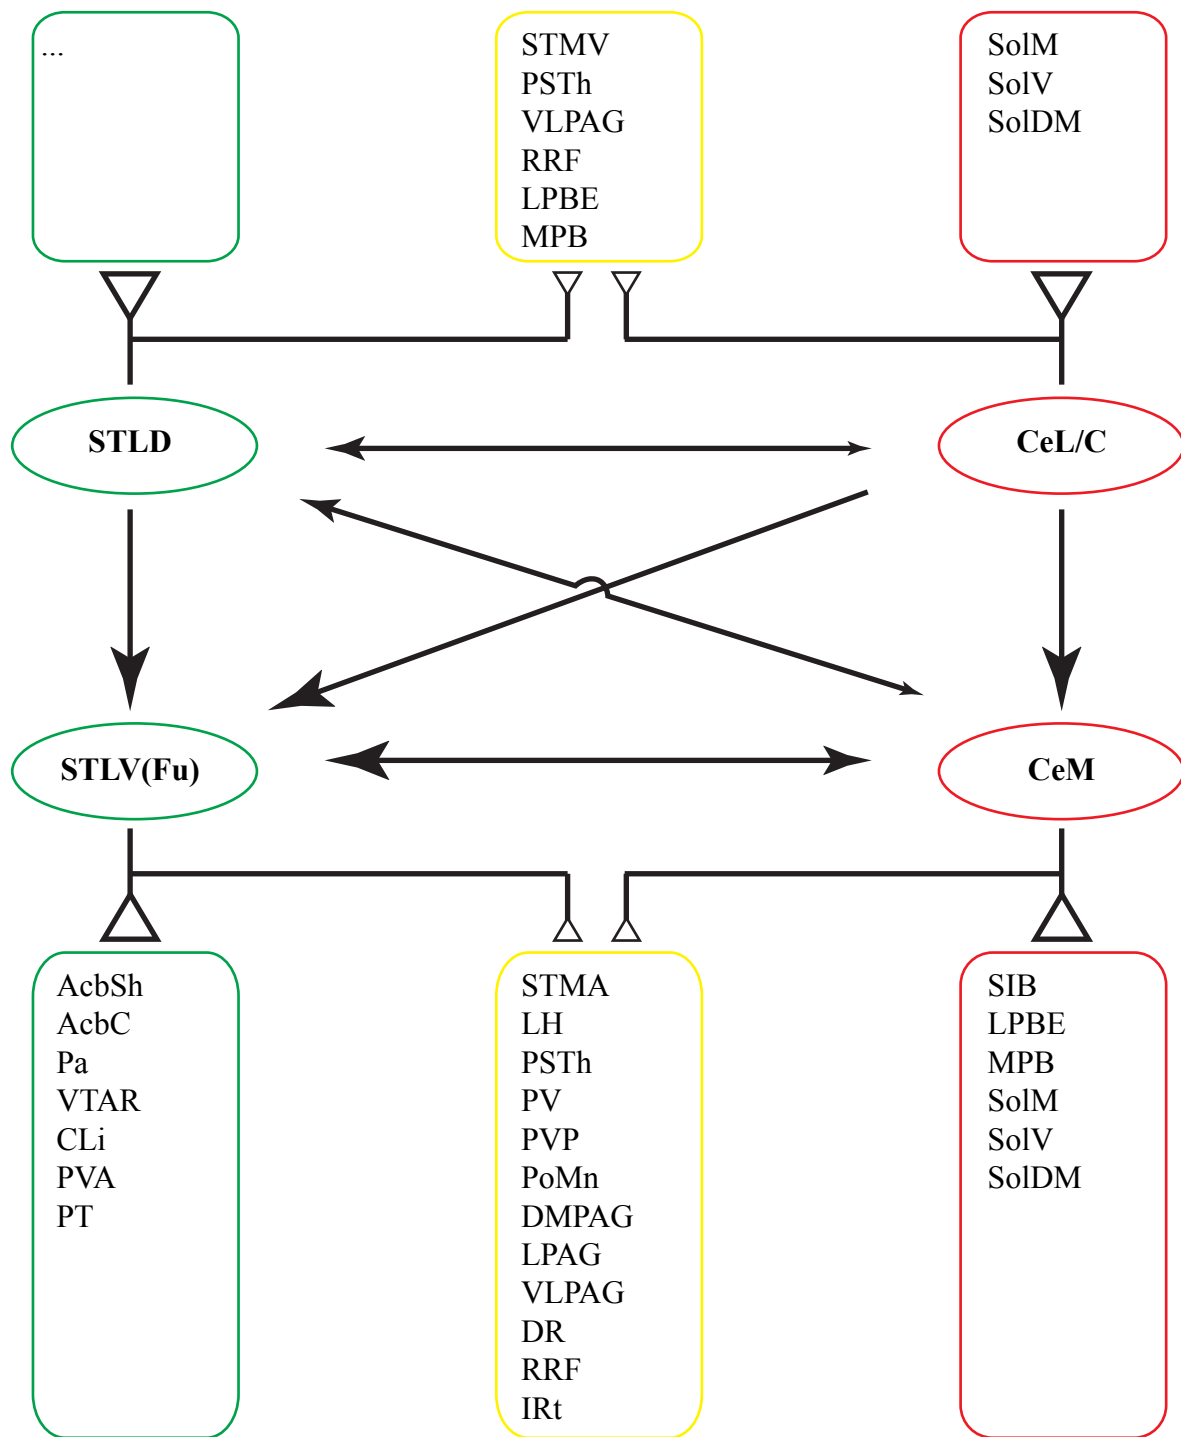 ...
STMV
PSTh
VLPAG
RRF
LPBE
MPB
SolM
SolV
SolDM
STLD
CeL/C
STLV(Fu)
CeM
AcbSh
AcbC
Pa
VTAR
CLi
PVA
PT
STMA
LH
PSTh
PV
PVP
PoMn
DMPAG
LPAG
VLPAG
DR
RRF
IRt
SIB
LPBE
MPB
SolM
SolV
SolDM